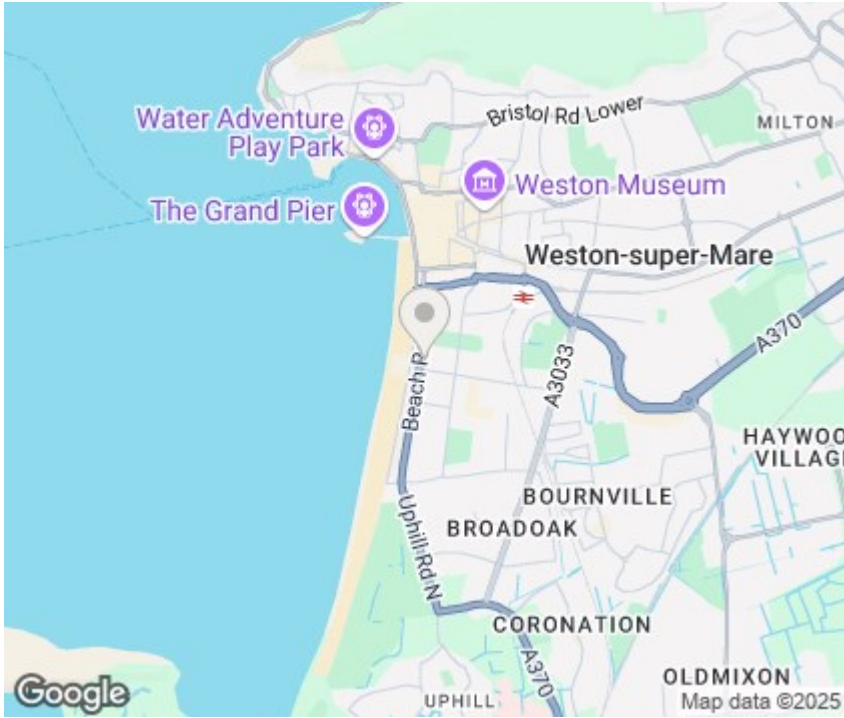 Bristol Rd Lower
MILTON
Water Adventure
Play Park
Weston Museum
The Grand Pier
Weston-super-Mare
A370
A3033
Beach R
HAYWOO
VILLAGE
BOURNVILLE
BROADOAK
Uphill Rd N
CORONATION
A370
OLDMIXON
UPHILL
Google
Map data ©2025